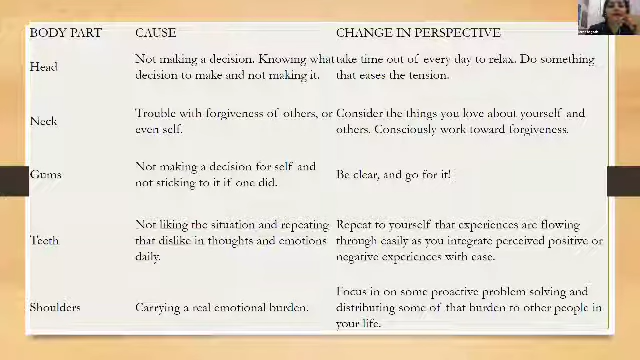 BODY PART CAUSE CHANGE IN PERSPECTIVE
Head
Not making a decision. Knowing what
decision to make and not making it.
take time out of every day to relax. Do something
that eases the tension.
Neck
Trouble with forgiveness of others, or
even self.
Consider the things you love about yourself and
others. Consciously work toward forgiveness.
Gums
Not making a decision for self and
not sticking to it if one did.
Be clear, and go for it!
Teeth
Not liking the situation and repeating
that dislike in thoughts and emotions
daily.
Repeat to yourself that experiences are flowing
through easily as you integrate perceived positive or
negative experiences with ease.
Shoulders
Carrying a real emotional burden.
Focus in on some proactive problem solving and
distributing some of that burden to other people in
your life.